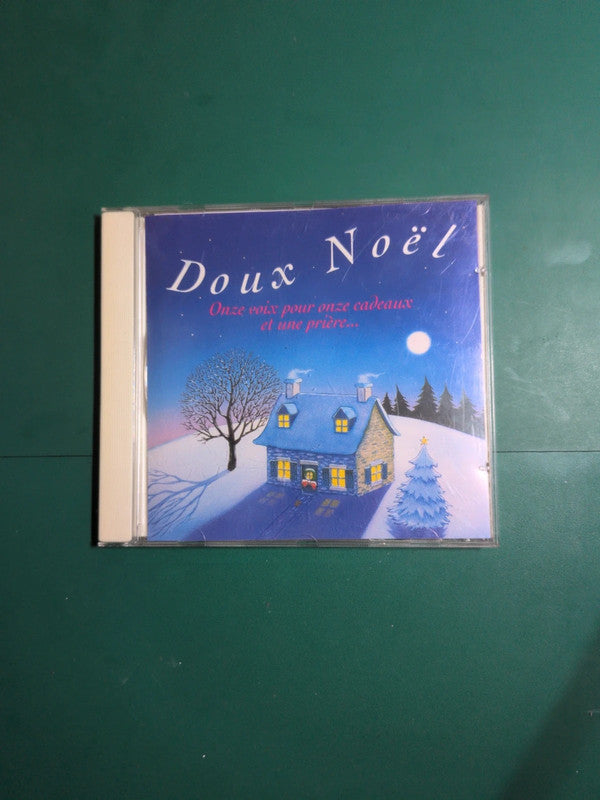 Doux Noël
Onze voix pour onze cadeaux
et une prière...